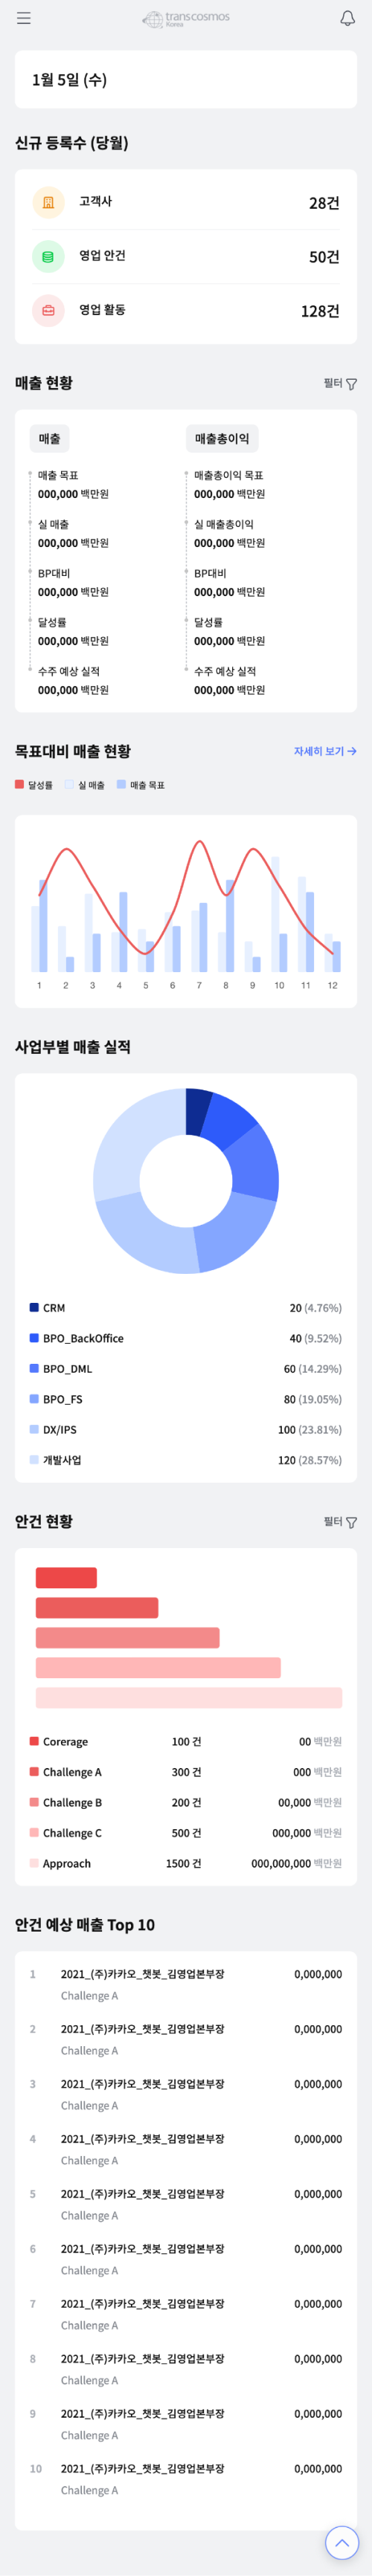 transcosmos
Korea
1월 5일 (수)
신규 등록수 (당월)
고객사 28건
영업 안건 50건
영업 활동 128건
매출 현황 필터
매출 매출총이익
매출 목표 매출총이익 목표
000,000 백만원 000,000 백만원
실 매출 실 매출총이익
000,000 백만원 000,000 백만원
BP대비 BP대비
000,000 백만원 000,000 백만원
달성률 달성률
000,000 백만원 000,000 백만원
수주 예상 실적 수주 예상 실적
000,000 백만원 000,000 백만원
목표대비 매출 현황 자세히 보기
달성률 실 매출 매출 목표
1 2 3 4 5 6 7 8 9 10 11 12
사업부별 매출 실적
CRM 20 (4.76%)
BPO_BackOffice 40 (9.52%)
BPO_DML 60 (14.29%)
BPO_FS 80 (19.05%)
DX/IPS 100 (23.81%)
개발사업 120 (28.57%)
안건 현황 필터
Corerage 100 건 00 백만원
Challenge A 300 건 000 백만원
Challenge B 200 건 00,000 백만원
Challenge C 500 건 000,000 백만원
Approach 1500 건 000,000,000 백만원
안건 예상 매출 Top 10
1 2021_(주)카카오_챗봇_김영업본부장 0,000,000
Challenge A
2 2021_(주)카카오_챗봇_김영업본부장 0,000,000
Challenge A
3 2021_(주)카카오_챗봇_김영업본부장 0,000,000
Challenge A
4 2021_(주)카카오_챗봇_김영업본부장 0,000,000
Challenge A
5 2021_(주)카카오_챗봇_김영업본부장 0,000,000
Challenge A
6 2021_(주)카카오_챗봇_김영업본부장 0,000,000
Challenge A
7 2021_(주)카카오_챗봇_김영업본부장 0,000,000
Challenge A
8 2021_(주)카카오_챗봇_김영업본부장 0,000,000
Challenge A
9 2021_(주)카카오_챗봇_김영업본부장 0,000,000
Challenge A
10 2021_(주)카카오_챗봇_김영업본부장 0,000,000
Challenge A